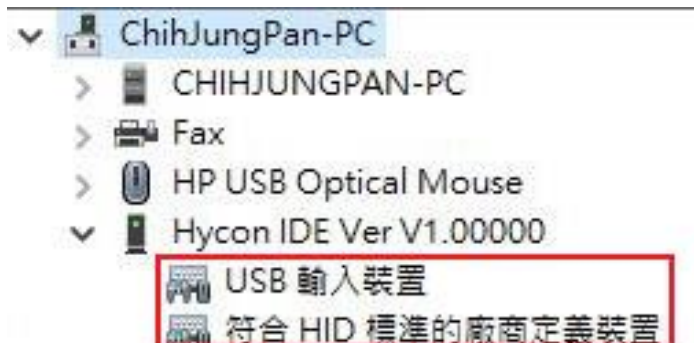 ChihJungPan-PC
CHIHJUNGPAN-PC
Fax
HP USB Optical Mouse
Hycon IDE Ver V1.00000
USB 輸入裝置
符合 HID 標準的廠商定義裝置